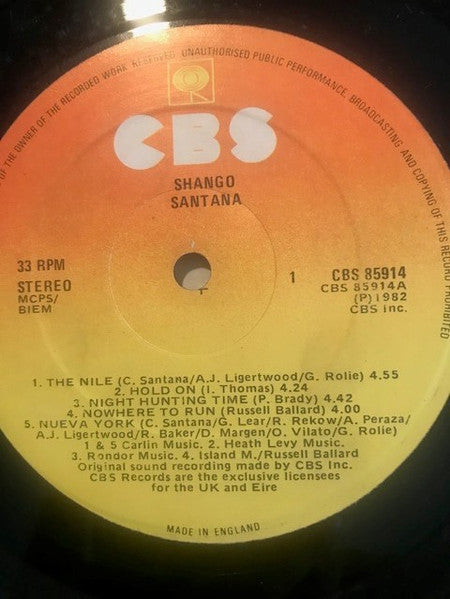 OF THE OWNER OF THE RECORDED WORK RESERVED UNAUTHORISED PUBLIC PERFORMANCE, BROADCASTING AND COPYING OF THIS RECORD PROHIBITED
CBS
SHANGO
SANTANA
33 RPM
STEREO
MCPS/
BIEM
1
CBS 85914
CBS 85914A
(P) 1982
CBS inc.
1. THE NILE (C. Santana/A.J. Ligertwood/G. Rolie) 4.55
2. HOLD ON (I. Thomas) 4.24
3. NIGHT HUNTING TIME (P. Brady) 4.42
4. NOWHERE TO RUN (Russell Ballard) 4.00
5. NUEVA YORK (C. Santana/G. Lear/R. Rekow/A. Peraza/
A.J. Ligertwood/R. Baker/D. Margen/O. Vilato/G. Rolie)
1 & 5 Carlin Music. 2. Heath Levy Music.
3. Rondor Music. 4. Island M./Russell Ballard
Original sound recording made by CBS Inc.
CBS Records are the exclusive licensees
for the UK and Eire
MADE IN ENGLAND